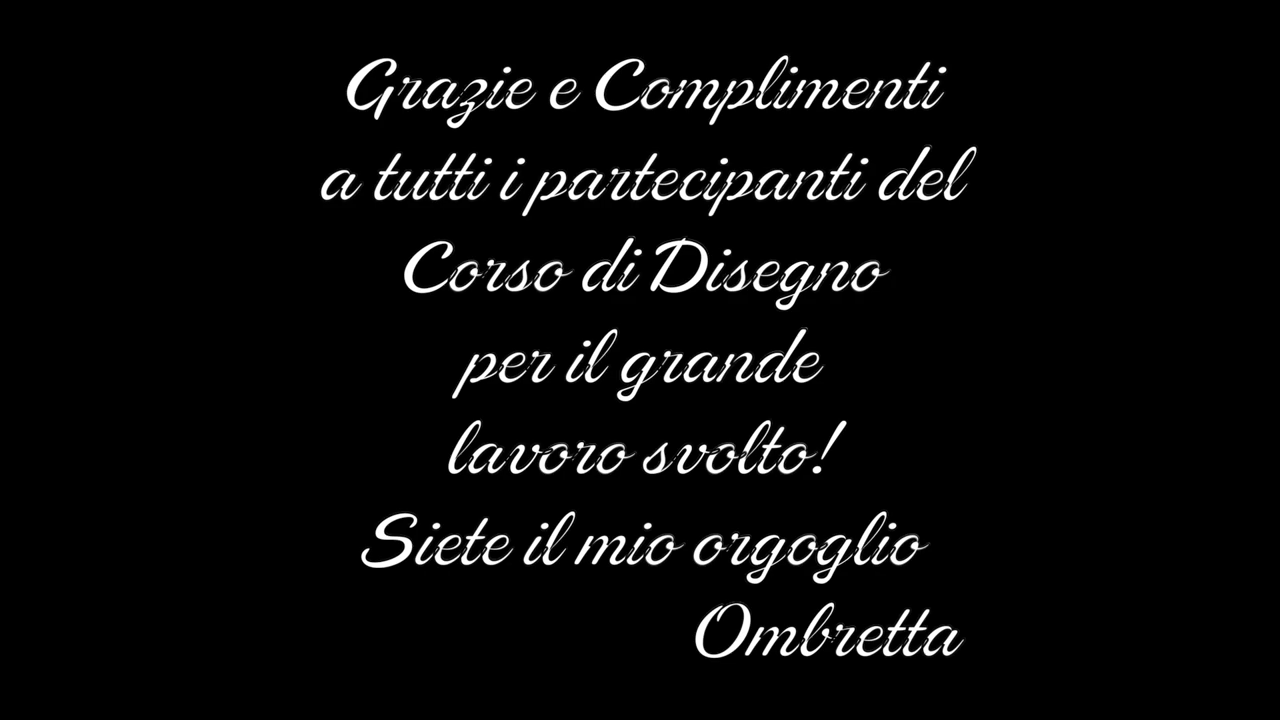 Grazie e Complimenti
a tutti i partecipanti del
Corso di Disegno
per il grande
lavoro svolto!
Siete il mio orgoglio
Ombretta